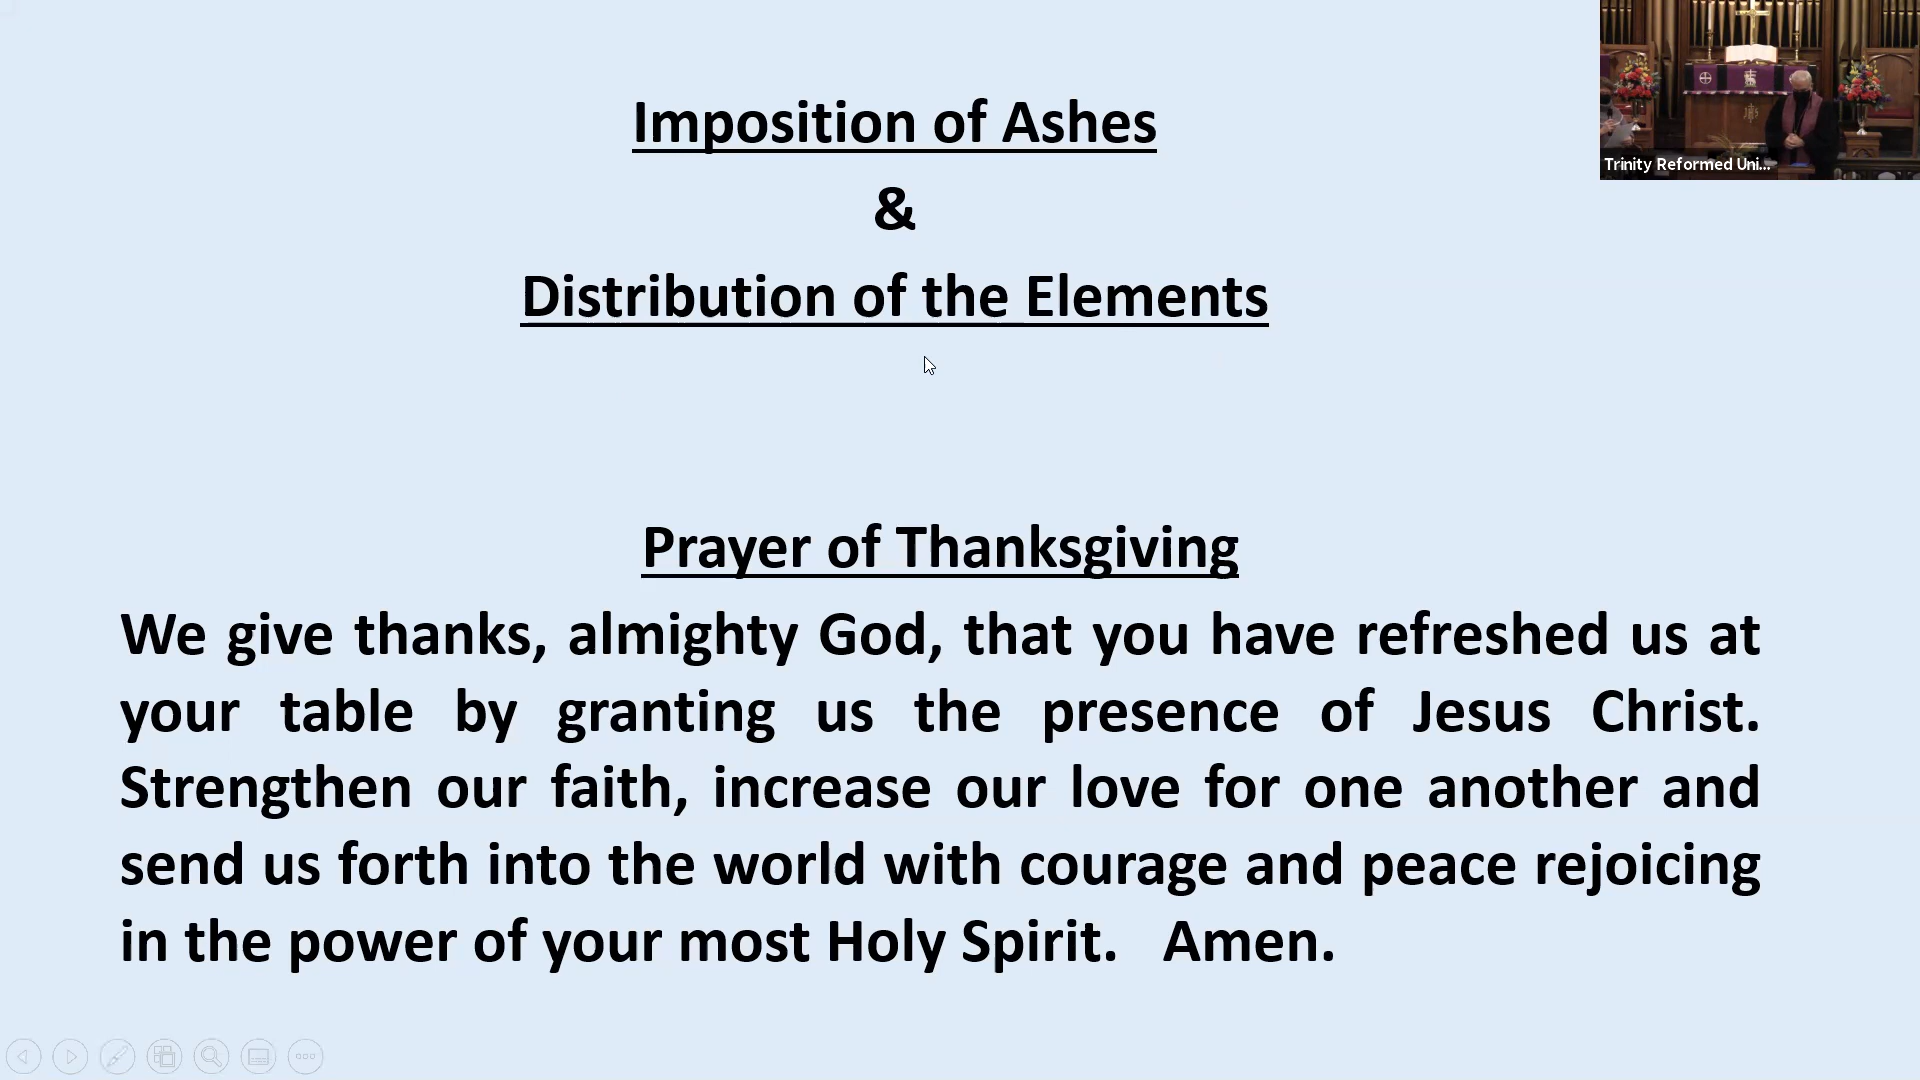 Imposition of Ashes
&
Distribution of the Elements
Trinity Reformed Uni...
Prayer of Thanksgiving
We give thanks, almighty God, that you have refreshed us at
your table by granting us the presence of Jesus Christ.
Strengthen our faith, increase our love for one another and
send us forth into the world with courage and peace rejoicing
in the power of your most Holy Spirit.   Amen.